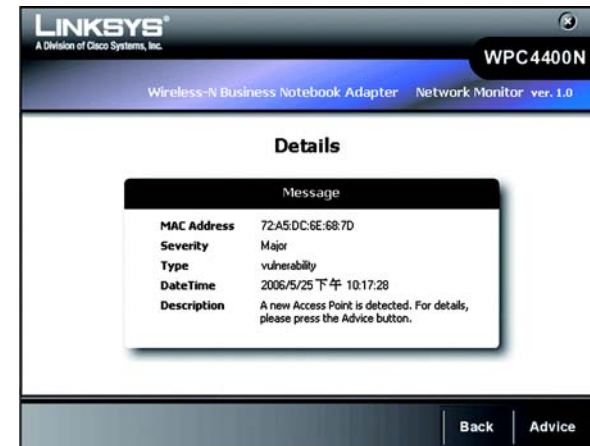 LINKSYS®
A Division of Cisco Systems, Inc.
WPC4400N
Wireless-N Business Notebook Adapter Network Monitor ver. 1.0
Details
Message
MAC Address 72:A5:DC:6E:68:7D
Severity Major
Type vulnerability
DateTime 2006/5/25 下午 10:17:28
Description A new Access Point is detected. For details,
please press the Advice button.
Back Advice